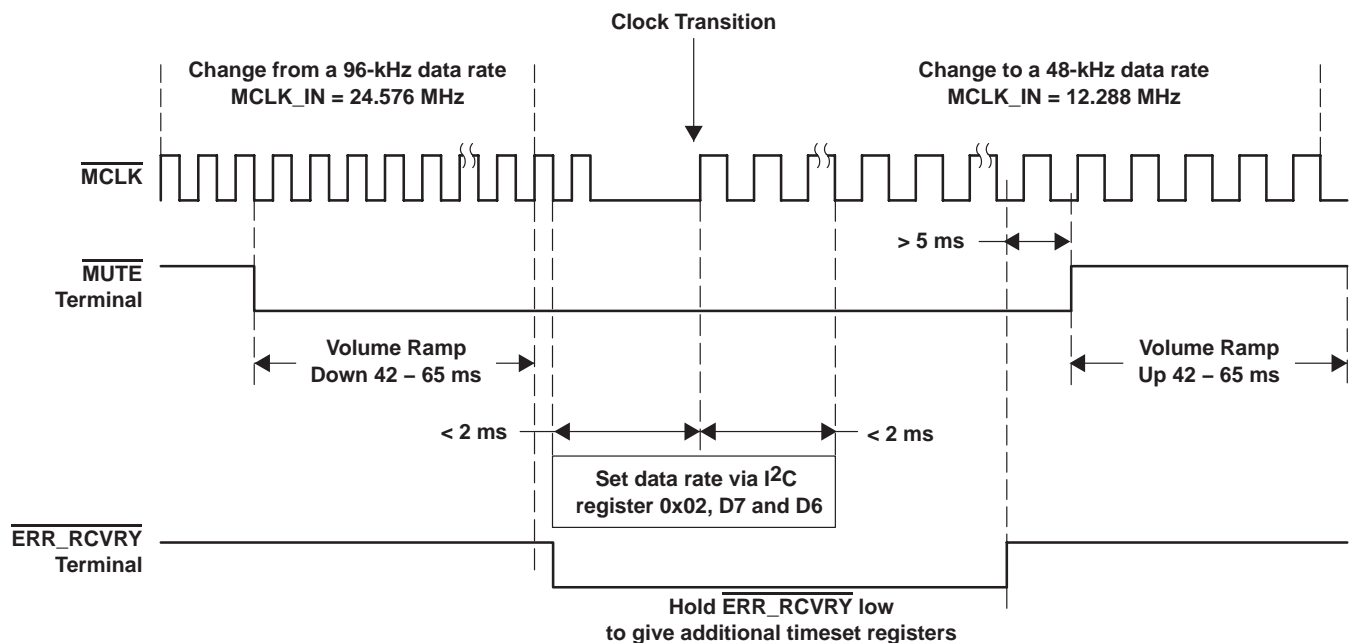 Clock Transition
Change from a 96-kHz data rate
MCLK_IN = 24.576 MHz
Change to a 48-kHz data rate
MCLK_IN = 12.288 MHz
MCLK
> 5 ms
MUTE
Terminal
Volume Ramp
Down 42 – 65 ms
Volume Ramp
Up 42 – 65 ms
< 2 ms
< 2 ms
Set data rate via I2C
register 0x02, D7 and D6
ERR_RCVRY
Terminal
Hold ERR_RCVRY low
to give additional timeset registers